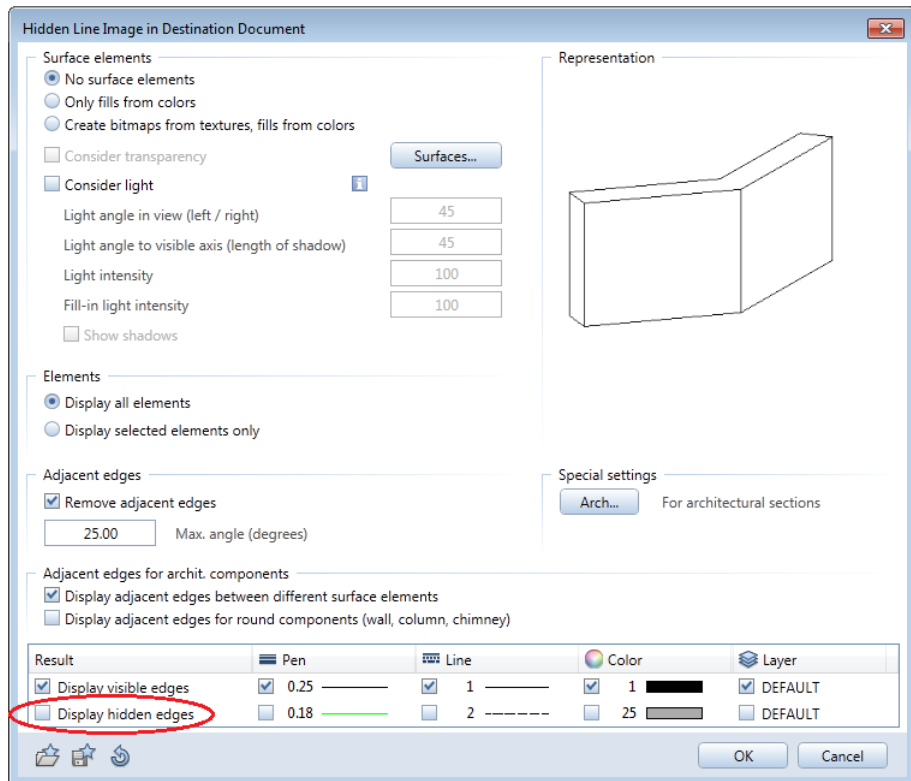 Hidden Line Image in Destination Document
Surface elements
No surface elements
Only fills from colors
Create bitmaps from textures, fills from colors
Consider transparency
Surfaces...
Consider light
i
Light angle in view (left / right)
45
Light angle to visible axis (length of shadow)
45
Light intensity
100
Fill-in light intensity
100
Show shadows
Representation
Elements
Display all elements
Display selected elements only
Adjacent edges
Remove adjacent edges
25.00 Max. angle (degrees)
Special settings
Arch... For architectural sections
Adjacent edges for archit. components
Display adjacent edges between different surface elements
Display adjacent edges for round components (wall, column, chimney)
Result Pen Line Color Layer
Display visible edges 0.25 1 1 DEFAULT
Display hidden edges 0.18 2 25 DEFAULT
OK Cancel